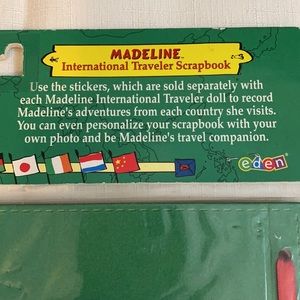 MADELINE™
International Traveler Scrapbook
Use the stickers, which are sold separately with
each Madeline International Traveler doll to record
Madeline's adventures from each country she visits.
You can even personalize your scrapbook with your
own photo and be Madeline's travel companion.
eden